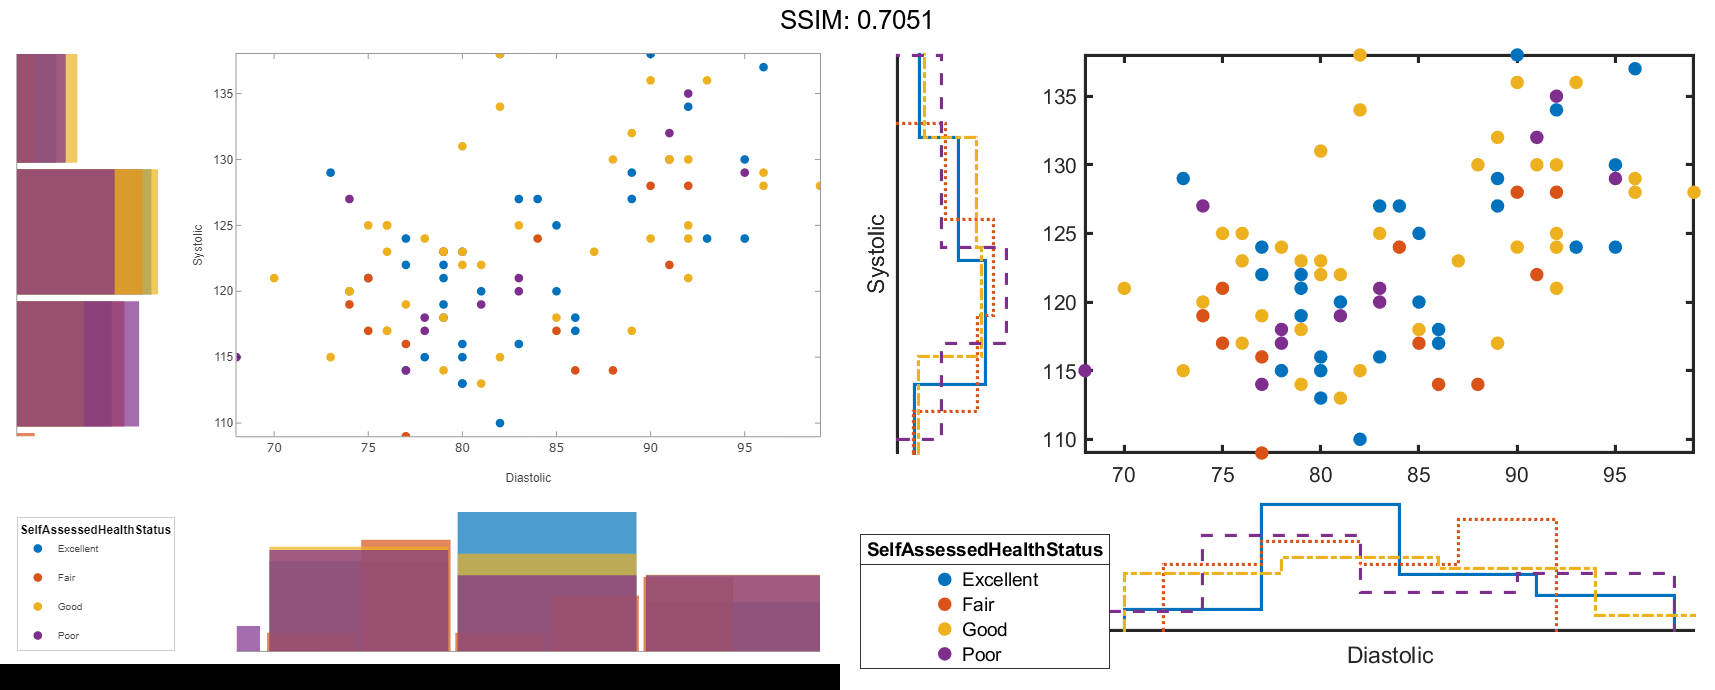 SSIM: 0.7051
135
130
125
120
115
110
Systolic
70
75
80
85
90
95
Diastolic
SelfAssessedHealthStatus
Excellent
Fair
Good
Poor
Systolic
135
130
125
120
115
110
70
75
80
85
90
95
SelfAssessedHealthStatus
Excellent
Fair
Good
Poor
Diastolic